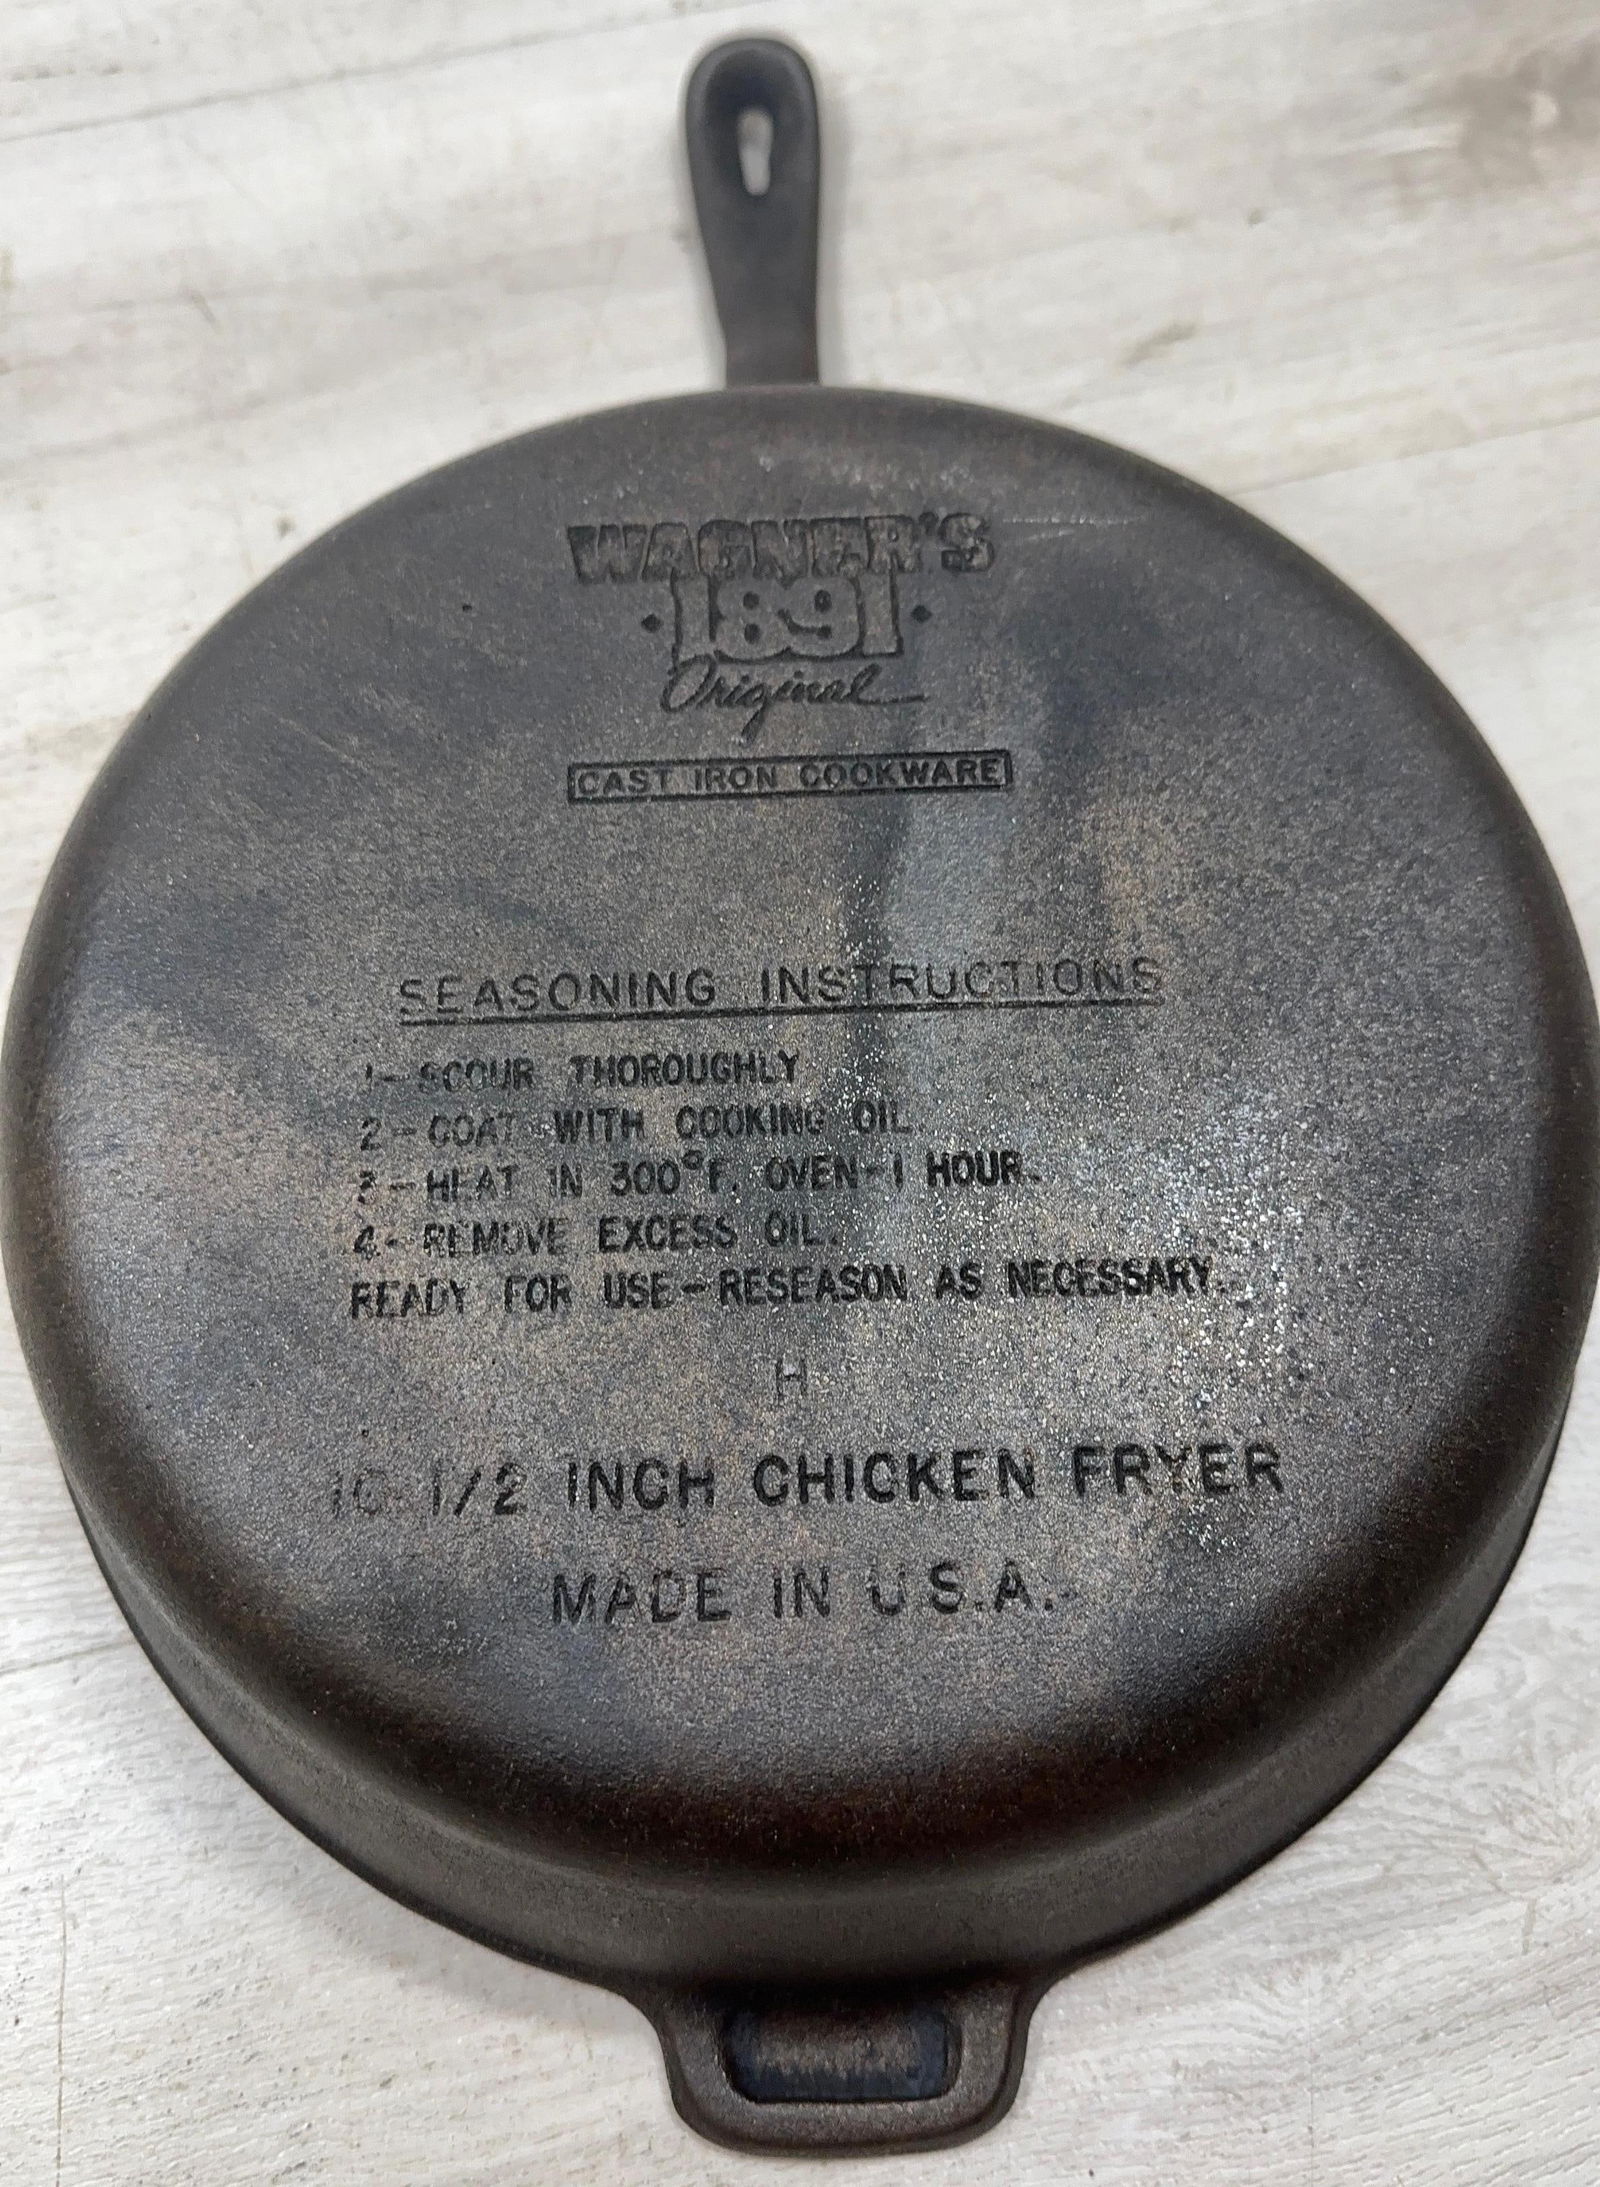 WAGNER'S
·1891·
Original
CAST IRON COOKWARE
SEASONING INSTRUCTIONS
1-SCOUR THOROUGHLY
2-COAT WITH COOKING OIL.
3-HEAT IN 300°F. OVEN-1 HOUR.
4-REMOVE EXCESS OIL.
READY FOR USE-RESEASON AS NECESSARY.
H
10 1/2 INCH CHICKEN FRYER
MADE IN U.S.A.